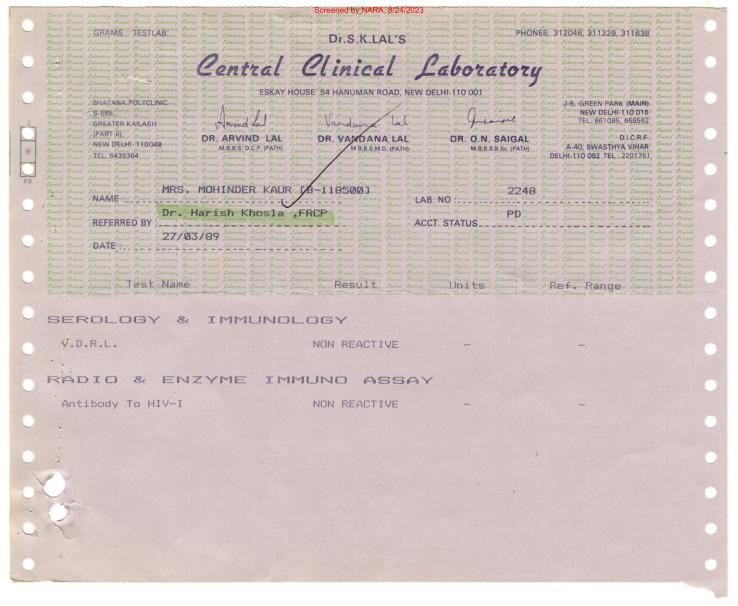 Screened by NARA, 8/24/2023
GRAMS : 'TESTLAB' PHONES: 312046, 311329, 311638
Dr.S.K.LAL'S
Central Clinical Laboratory
ESKAY HOUSE 54 HANUMAN ROAD, NEW DELHI-110 001
BHAYANA POLYCLINIC
S-565,
GREATER KAILASH
(PART-II),
NEW DELHI-110048
TEL: 6439364
Arvind Lal
DR. ARVIND LAL
M.B.B.S, D.C.P. (PATH)
Vandana Lal
DR. VANDANA LAL
M.B.B.S, M.D. (PATH)
DR. O.N. SAIGAL
M.B.B.S, B.Sc. (PATH)
J-5, GREEN PARK (MAIN)
NEW DELHI-110 016
D.I.C.R.F.
A-40, SWASTHYA VIHAR
DELHI-110 092 TEL.: 2201761
NAME : MRS. MOHINDER KAUR [B-118500] LAB. NO. : 2248
REFERRED BY : Dr. Harish Khosla ,FRCP ACCT. STATUS : PD
DATE : 27/03/89
Test Name Result Units Ref. Range
SEROLOGY & IMMUNOLOGY
V.D.R.L. NON REACTIVE - -
RADIO & ENZYME IMMUNO ASSAY
Antibody To HIV-I NON REACTIVE - -